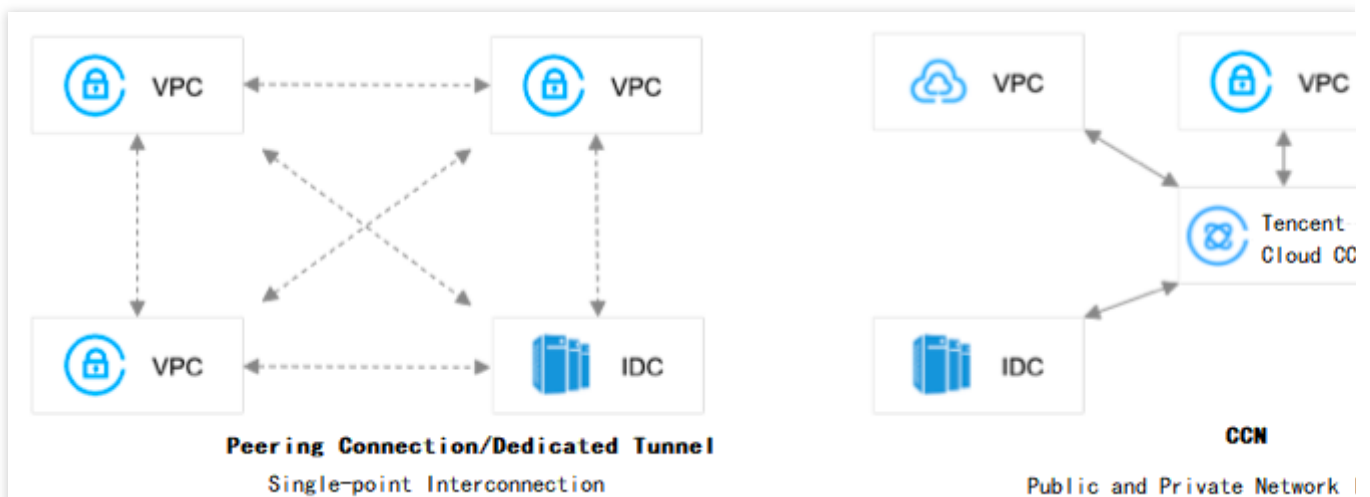 VPC
VPC
VPC
IDC
Peering Connection/Dedicated Tunnel
Single-point Interconnection
VPC
VPC
Tencent
Cloud CC
IDC
CCN
Public and Private Network